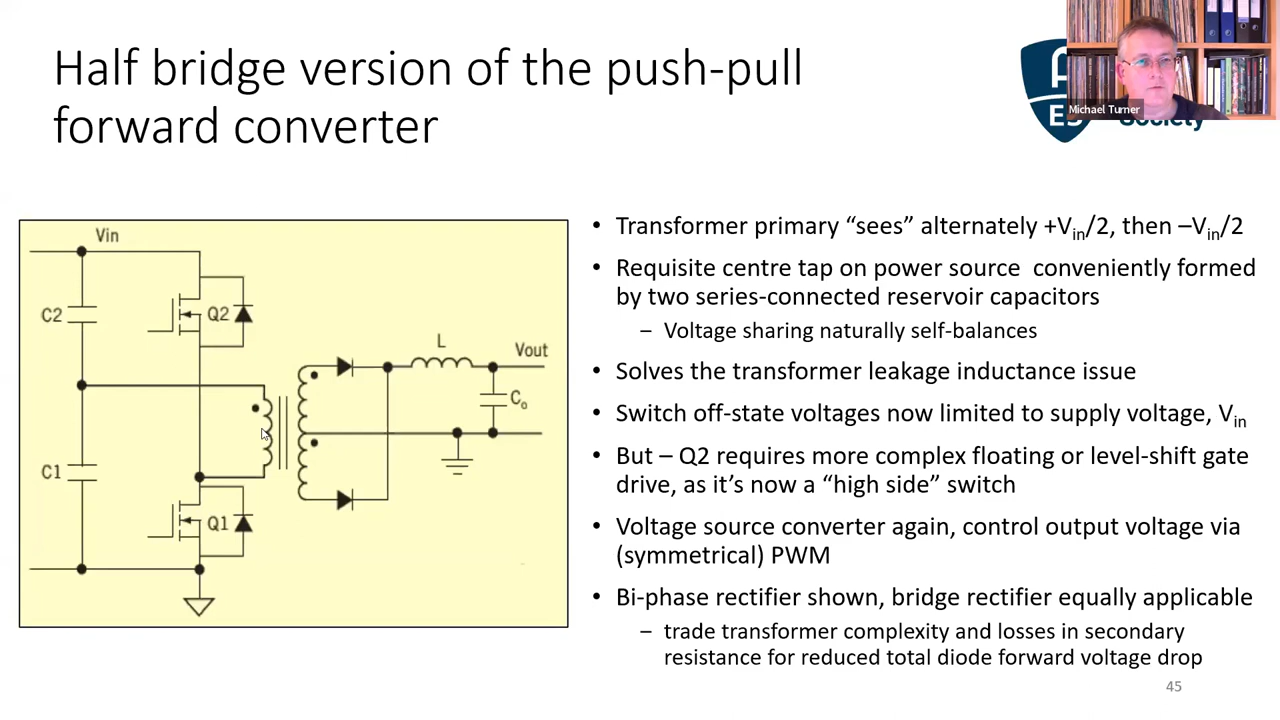 Half bridge version of the push-pull
forward converter
Michael Turner
ES
Society
Vin
C2
Q2
L
Vout
Co
C1
Q1
• Transformer primary “sees” alternately +Vin/2, then –Vin/2
• Requisite centre tap on power source conveniently formed
by two series-connected reservoir capacitors
– Voltage sharing naturally self-balances
• Solves the transformer leakage inductance issue
• Switch off-state voltages now limited to supply voltage, Vin
• But – Q2 requires more complex floating or level-shift gate
drive, as it’s now a “high side” switch
• Voltage source converter again, control output voltage via
(symmetrical) PWM
• Bi-phase rectifier shown, bridge rectifier equally applicable
– trade transformer complexity and losses in secondary
resistance for reduced total diode forward voltage drop
45